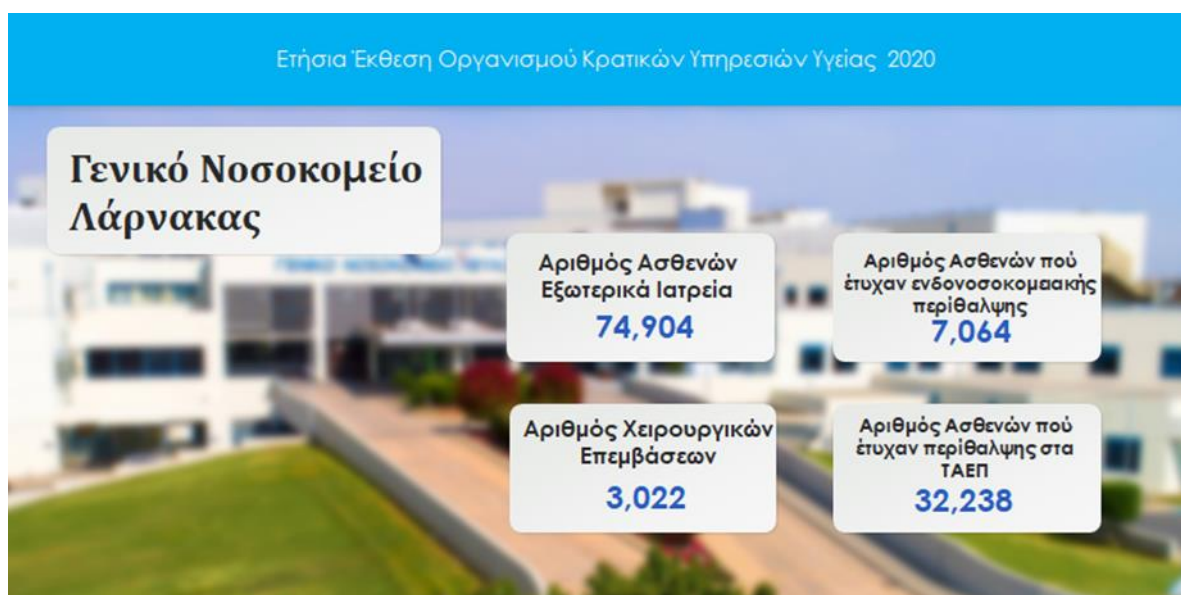 Ετήσια Έκθεση Οργανισμού Κρατικών Υπηρεσιών Υγείας 2020
Γενικό Νοσοκομείο
Λάρνακας
Αριθμός Ασθενών
Εξωτερικά Ιατρεία
74,904
Αριθμός Ασθενών πού
έτυχαν ενδονοσοκομειακής
περίθαλψης
7,064
Αριθμός Χειρουργικών
Επεμβάσεων
3,022
Αριθμός Ασθενών πού
έτυχαν περίθαλψης στα
ΤΑΕΠ
32,238